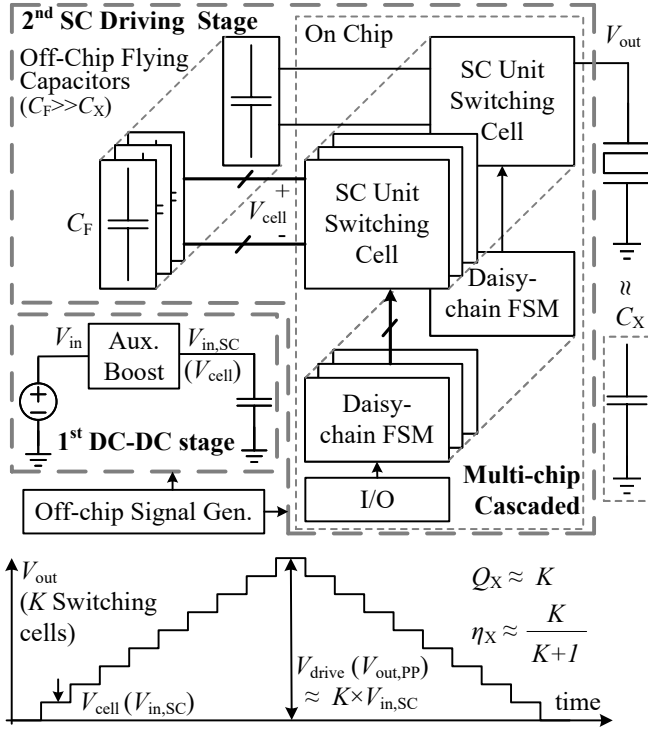 2nd SC Driving Stage
Off-Chip Flying
Capacitors
(CF>>CX)
On Chip
SC Unit
Switching
Cell
Vout
CF
+
Vcell
-
SC Unit
Switching
Cell
Daisy-
chain FSM
≈
CX
Vin
Aux.
Boost
Vin,SC
(Vcell)
1st DC-DC stage
Daisy-
chain FSM
I/O
Multi-chip
Cascaded
Off-chip Signal Gen.
Vout
(K Switching
cells)
Vcell (Vin,SC)
Vdrive (Vout,PP)
≈ K×Vin,SC
QX ≈ K
ηX ≈ K
K+1
time